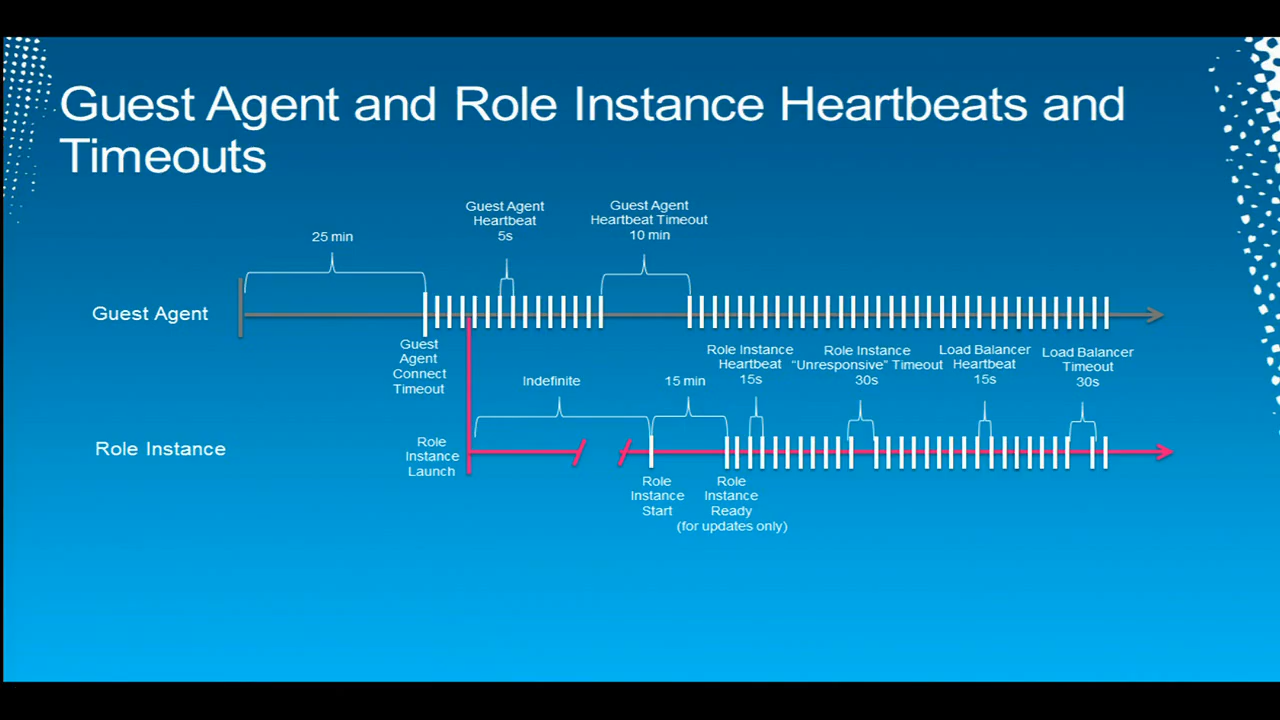 Guest Agent and Role Instance Heartbeats and
Timeouts
Guest Agent
Heartbeat
5s
Guest Agent
Heartbeat Timeout
10 min
25 min
Guest Agent
Guest
Agent
Connect
Timeout
Role Instance
Heartbeat
15s
Role Instance
“Unresponsive” Timeout
30s
Load Balancer
Heartbeat
15s
Load Balancer
Timeout
30s
Indefinite
15 min
Role Instance
Role
Instance
Launch
Role
Instance
Start
Role
Instance
Ready
(for updates only)